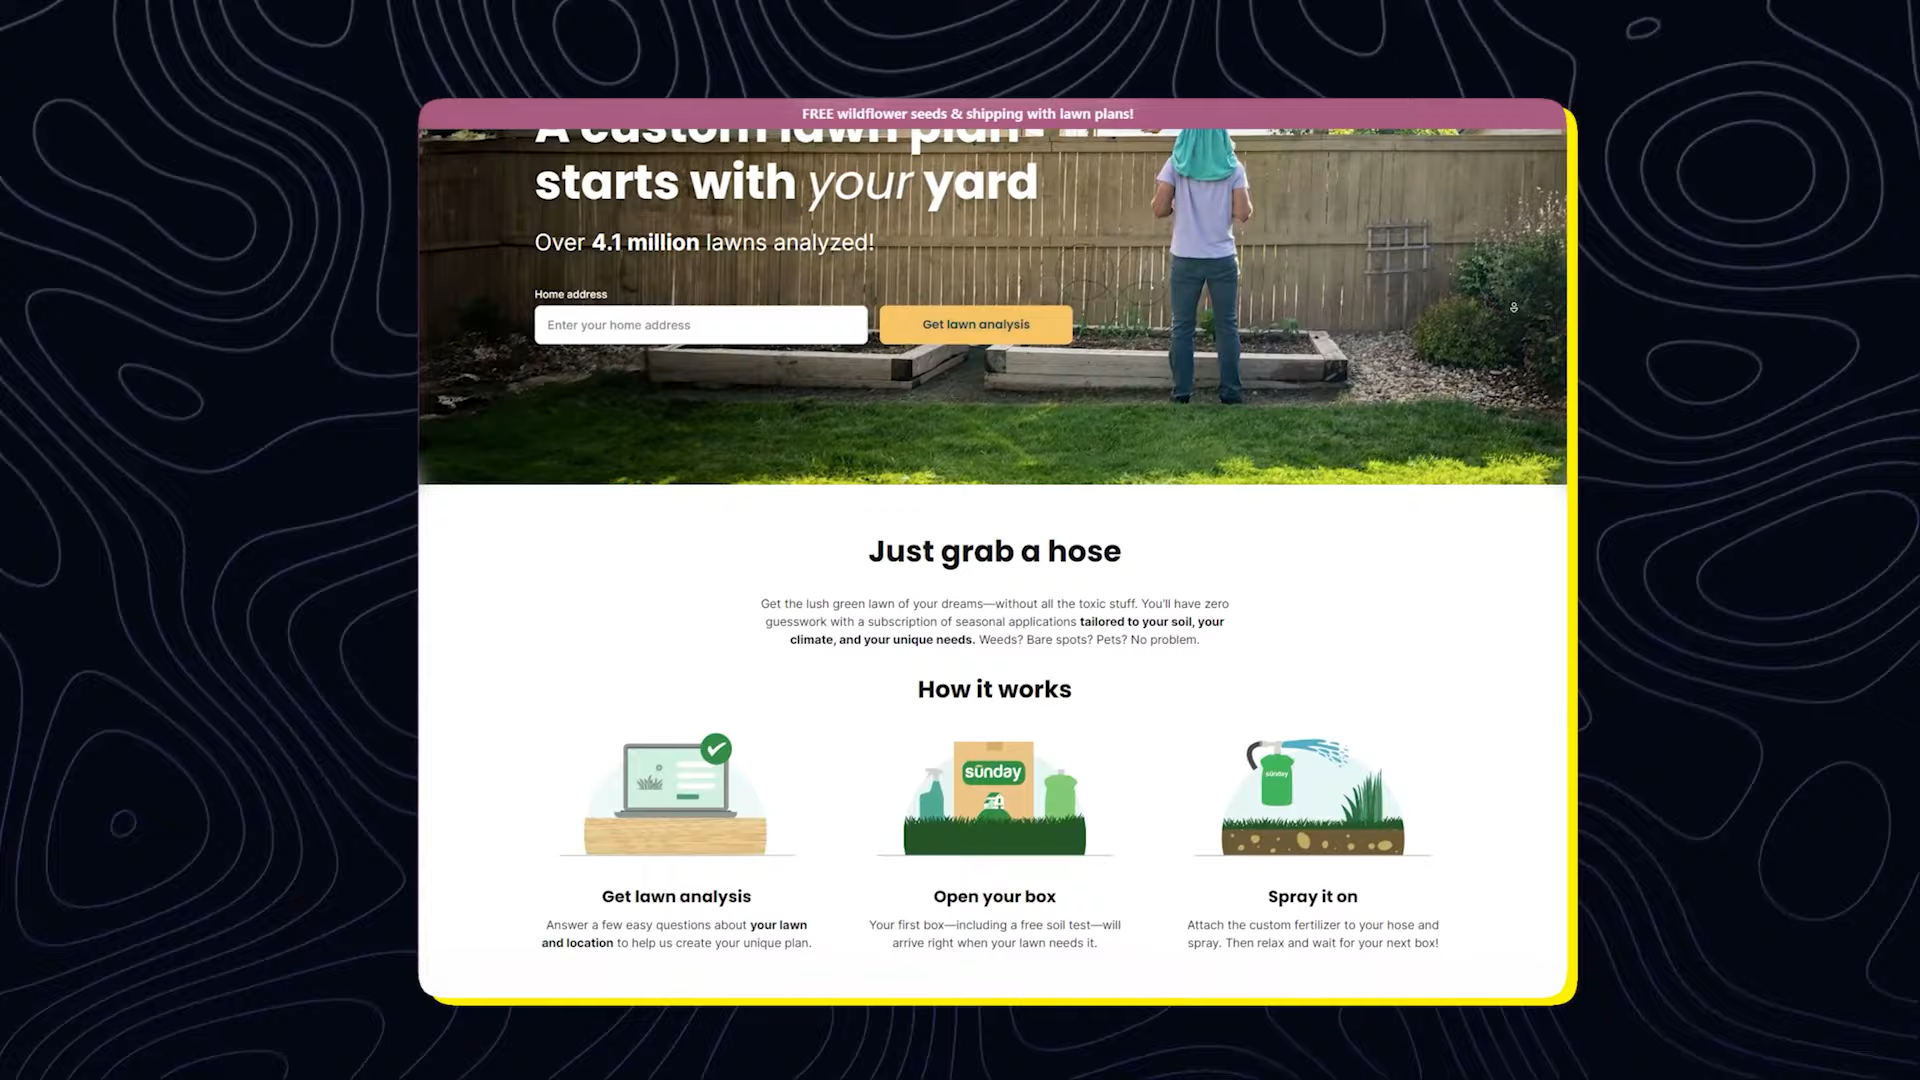 FREE wildflower seeds & shipping with lawn plans!
A custom lawn plan
starts with your yard
Over 4.1 million lawns analyzed!
Home address
Enter your home address
Get lawn analysis
Just grab a hose
Get the lush green lawn of your dreams—without all the toxic stuff. You'll have zero
guesswork with a subscription of seasonal applications tailored to your soil, your
climate, and your unique needs. Weeds? Bare spots? Pets? No problem.
How it works
sūnday
sūnday
Get lawn analysis
Answer a few easy questions about your lawn
and location to help us create your unique plan.
Open your box
Your first box—including a free soil test—will
arrive right when your lawn needs it.
Spray it on
Attach the custom fertilizer to your hose and
spray. Then relax and wait for your next box!